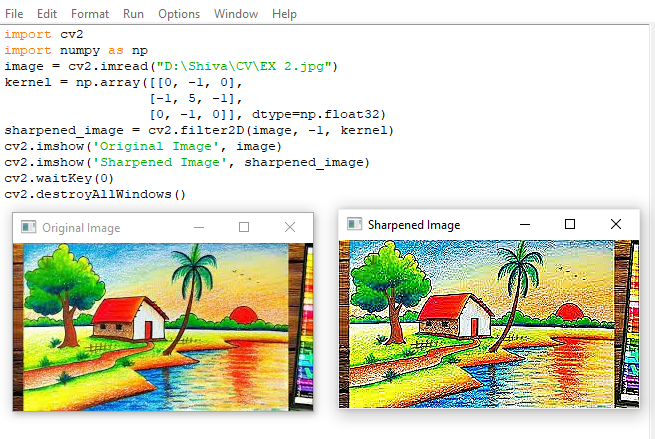 File Edit Format Run Options Window Help
import cv2
import numpy as np
image = cv2.imread("D:\Shiva\CV\EX 2.jpg")
kernel = np.array([[0, -1, 0],
                   [-1, 5, -1],
                   [0, -1, 0]], dtype=np.float32)
sharpened_image = cv2.filter2D(image, -1, kernel)
cv2.imshow('Original Image', image)
cv2.imshow('Sharpened Image', sharpened_image)
cv2.waitKey(0)
cv2.destroyAllWindows()
Original Image
Sharpened Image